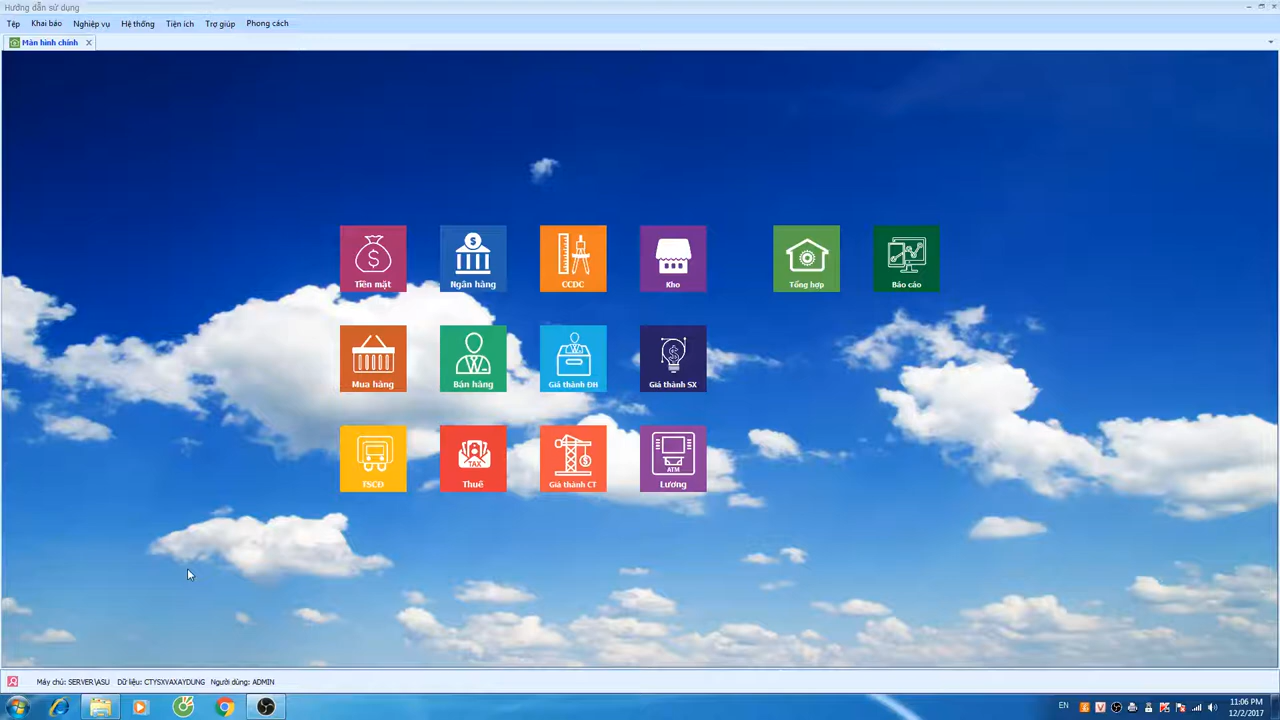 Hướng dẫn sử dụng
Tệp Khai báo Nghiệp vụ Hệ thống Tiện ích Trợ giúp Phong cách
Màn hình chính
Tiền mặt Ngân hàng CCDC Kho Tổng hợp Báo cáo
Mua hàng Bán hàng Giá thành ĐH Giá thành SX
TAX ATM
TSCĐ Thuế Giá thành CT Lương
Máy chủ: SERVER\ASU Dữ liệu: CTYSXVAXAYDUNG Người dùng: ADMIN
EN 11:06 PM
12/2/2017